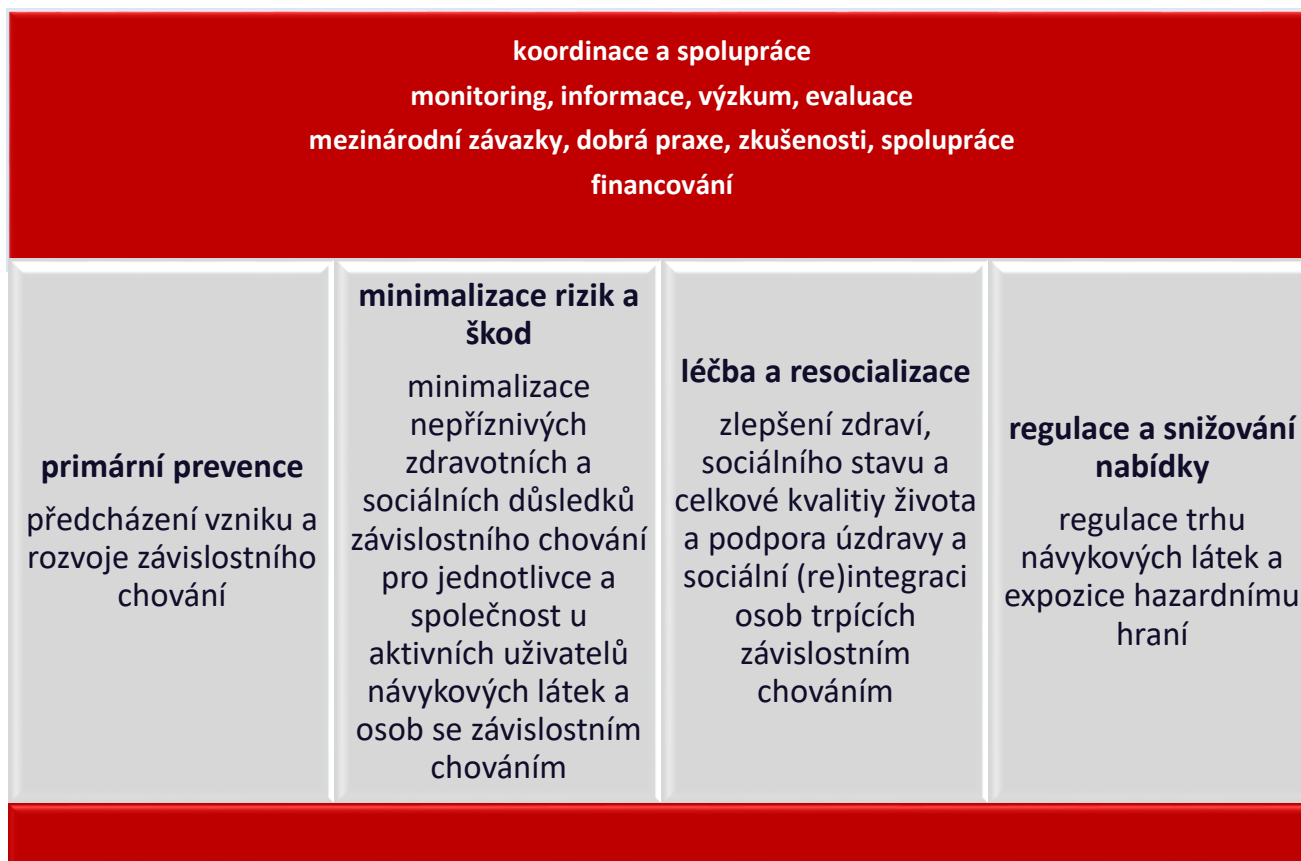 koordinace a spolupráce
monitoring, informace, výzkum, evaluace
mezinárodní závazky, dobrá praxe, zkušenosti, spolupráce
financování
primární prevence
předcházení vzniku a
rozvoje závislostního
chování
minimalizace rizik a
škod
minimalizace
nepříznivých
zdravotních a
sociálních důsledků
závislostního chování
pro jednotlivce a
společnost u
aktivních uživatelů
návykových látek a
osob se závislostním
chováním
léčba a resocializace
zlepšení zdraví,
sociálního stavu a
celkové kvalitiy života
a podpora úzdravy a
sociální (re)integraci
osob trpících
závislostním
chováním
regulace a snižování
nabídky
regulace trhu
návykových látek a
expozice hazardnímu
hraní